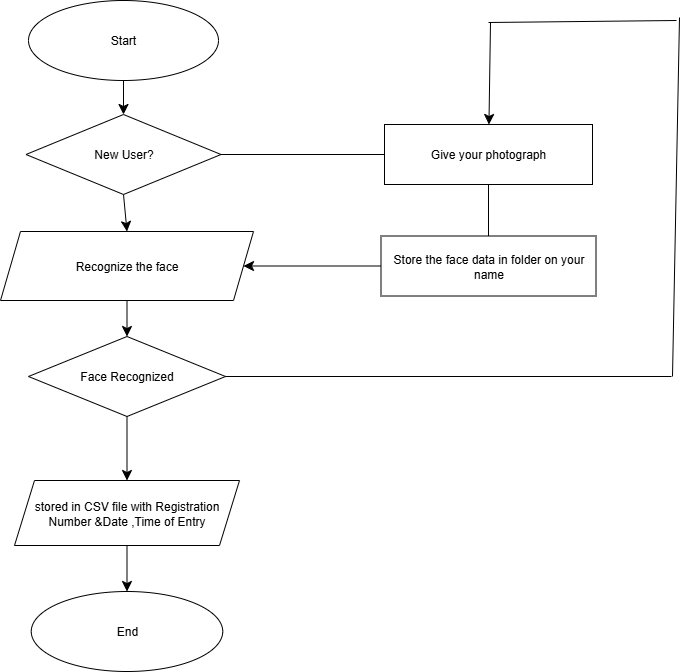 Start
New User?
Give your photograph
Recognize the face
Store the face data in folder on your
name
Face Recognized
stored in CSV file with Registration
Number &Date ,Time of Entry
End